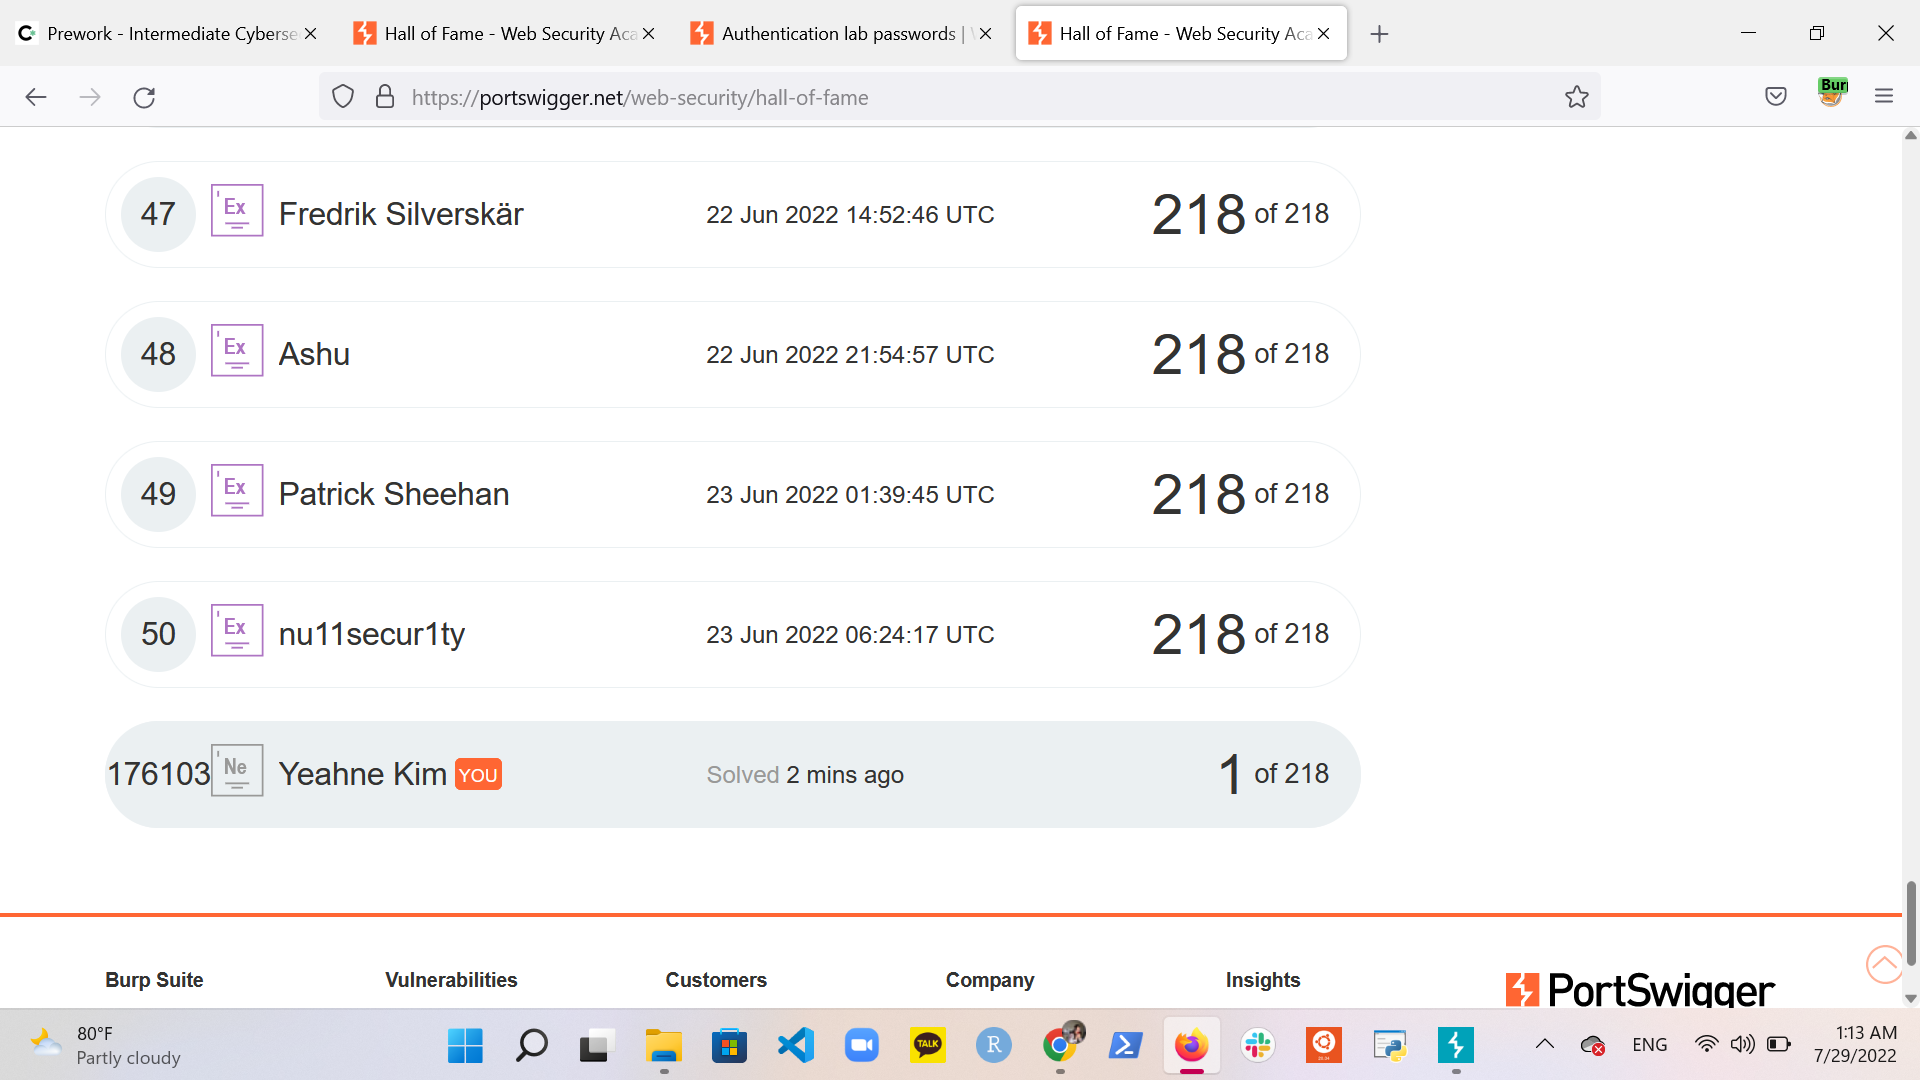 Prework - Intermediate Cyberse
Hall of Fame - Web Security Aca
Authentication lab passwords |
Hall of Fame - Web Security Aca
https://portswigger.net/web-security/hall-of-fame
Bur
47 'Ex Fredrik Silverskär 22 Jun 2022 14:52:46 UTC 218 of 218
48 'Ex Ashu 22 Jun 2022 21:54:57 UTC 218 of 218
49 'Ex Patrick Sheehan 23 Jun 2022 01:39:45 UTC 218 of 218
50 'Ex nu11secur1ty 23 Jun 2022 06:24:17 UTC 218 of 218
176103 'Ne Yeahne Kim YOU Solved 2 mins ago 1 of 218
Burp Suite Vulnerabilities Customers Company Insights PortSwigger
80°F
Partly cloudy
TALK
R
ENG
1:13 AM
7/29/2022